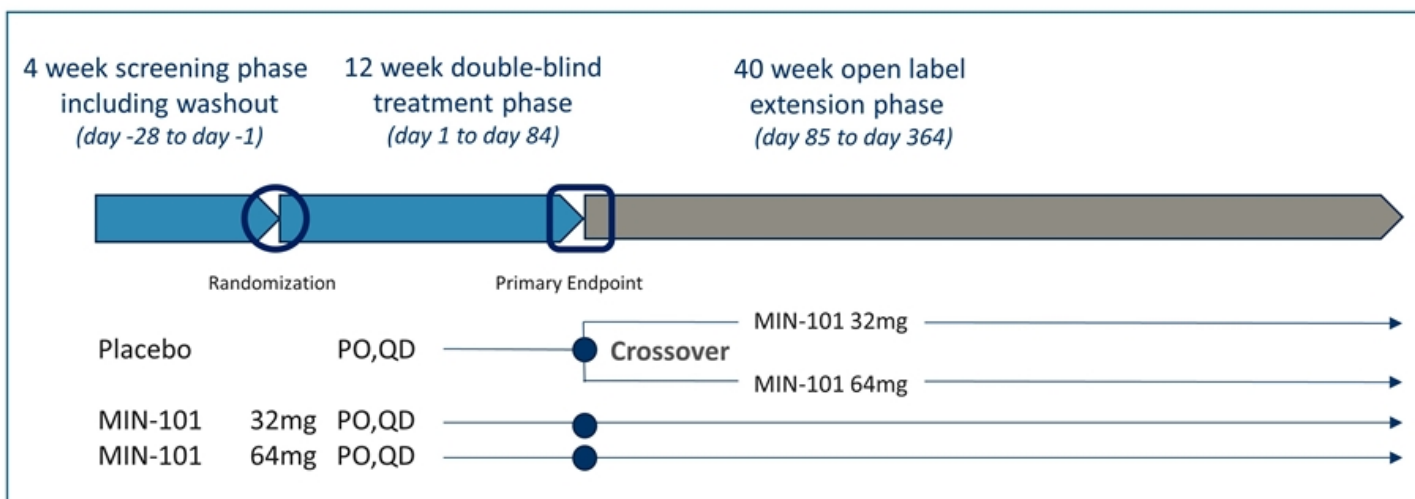 4 week screening phase
including washout
(day -28 to day -1)
12 week double-blind
treatment phase
(day 1 to day 84)
40 week open label
extension phase
(day 85 to day 364)
Randomization
Primary Endpoint
MIN-101 32mg
Placebo PO,QD Crossover
MIN-101 64mg
MIN-101 32mg PO,QD
MIN-101 64mg PO,QD